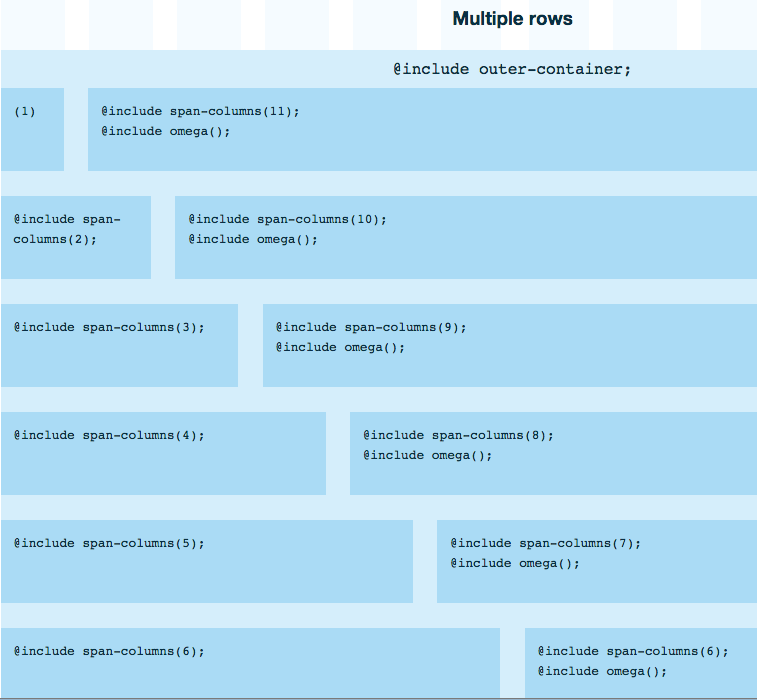 Multiple rows
@include outer-container;
(1)
@include span-columns(11);
@include omega();
@include span-
columns(2);
@include span-columns(10);
@include omega();
@include span-columns(3);
@include span-columns(9);
@include omega();
@include span-columns(4);
@include span-columns(8);
@include omega();
@include span-columns(5);
@include span-columns(7);
@include omega();
@include span-columns(6);
@include span-columns(6);
@include omega();